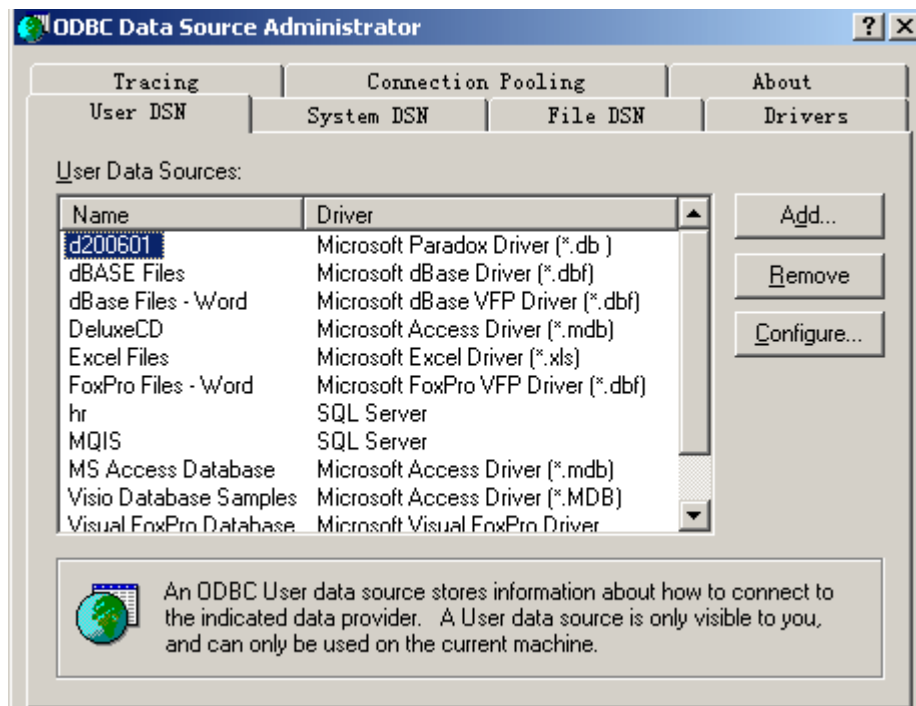 ODBC Data Source Administrator
Tracing Connection Pooling About
User DSN System DSN File DSN Drivers
User Data Sources:
Name Driver
d200601 Microsoft Paradox Driver (*.db )
dBASE Files Microsoft dBase Driver (*.dbf)
dBase Files - Word Microsoft dBase VFP Driver (*.dbf)
DeluxeCD Microsoft Access Driver (*.mdb)
Excel Files Microsoft Excel Driver (*.xls)
FoxPro Files - Word Microsoft FoxPro VFP Driver (*.dbf)
hr SQL Server
MQIS SQL Server
MS Access Database Microsoft Access Driver (*.mdb)
Visio Database Samples Microsoft Access Driver (*.MDB)
Visual FoxPro Database Microsoft Visual FoxPro Driver
Add...
Remove
Configure...
An ODBC User data source stores information about how to connect to
the indicated data provider. A User data source is only visible to you,
and can only be used on the current machine.